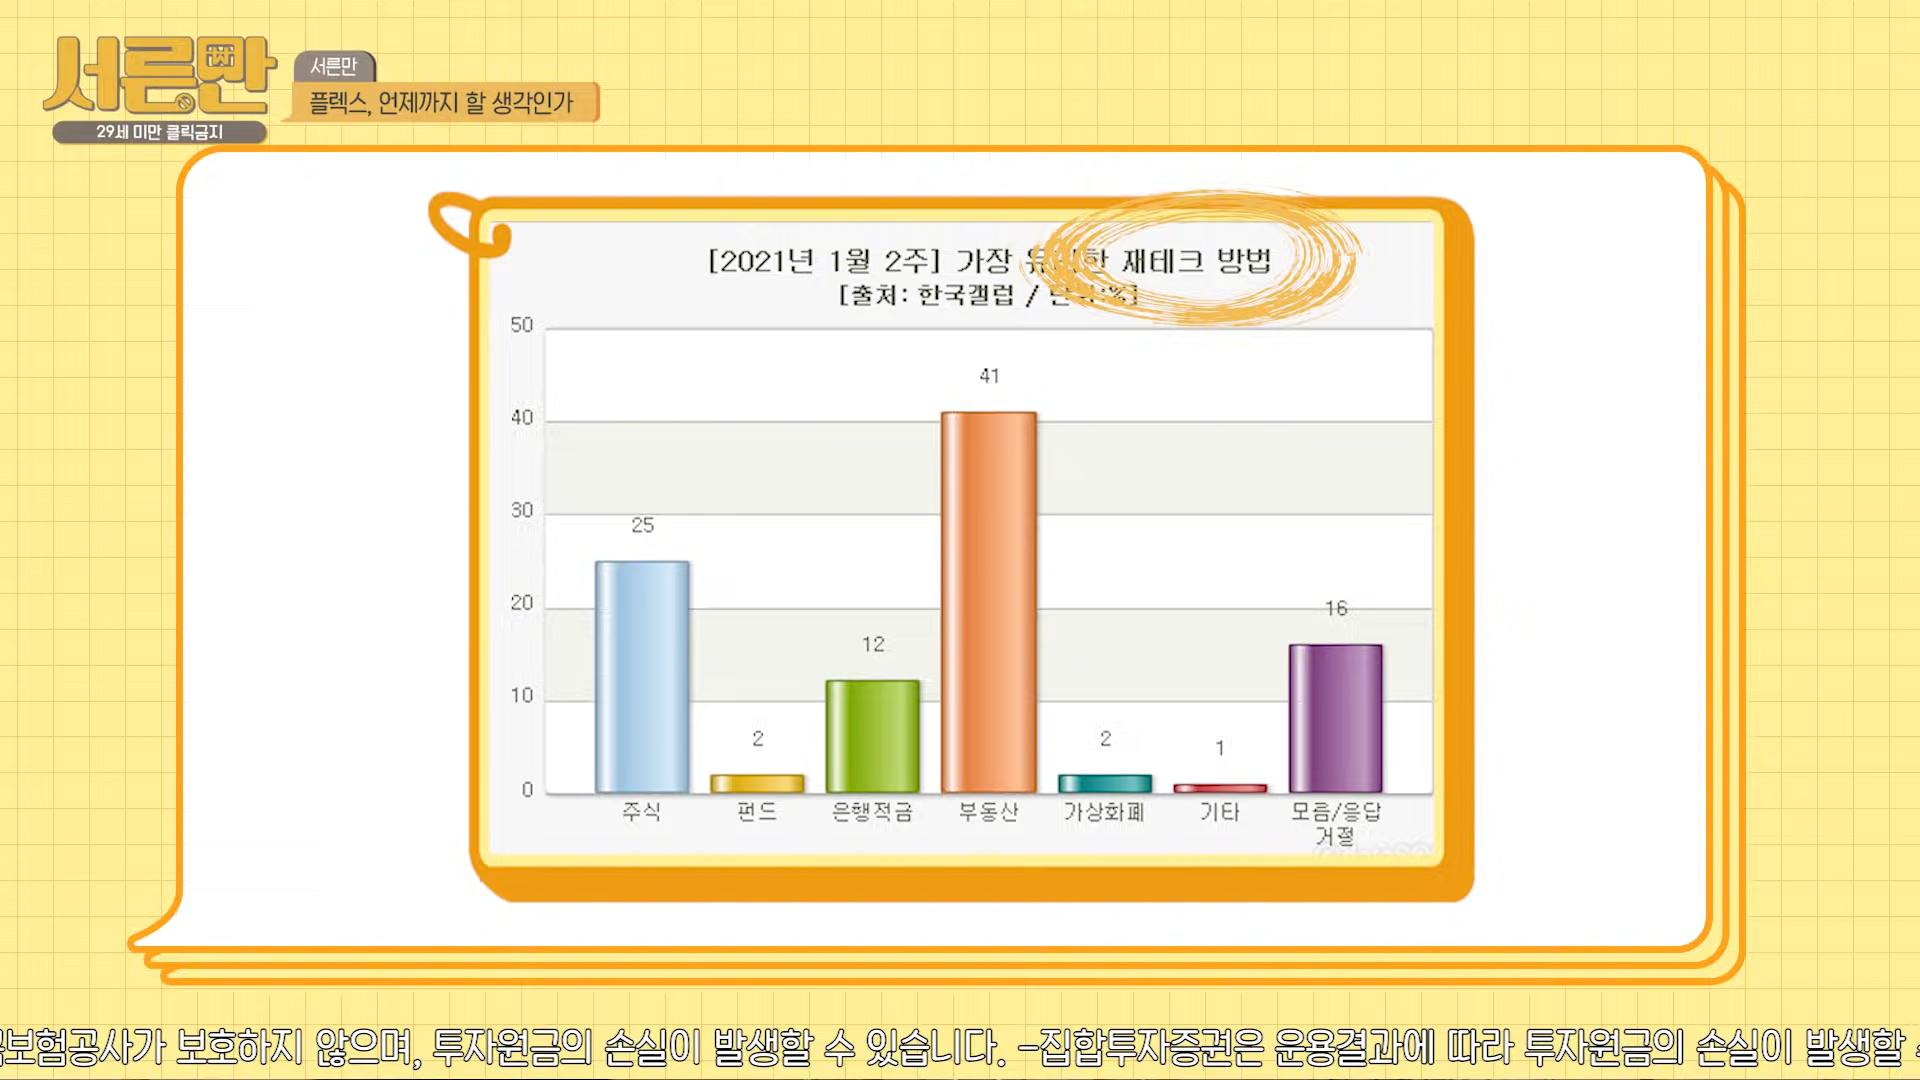 서른만
29세 미만 클릭금지
서른만
플렉스, 언제까지 할 생각인가
[2021년 1월 2주] 가장 재테크 방법
[출처: 한국갤럽 /
50
40
30
20
10
0
25
2
12
41
2
1
16
주식
펀드
은행적금
부동산
가상화폐
기타
모름/응답
거절
보험공사가 보호하지 않으며, 투자원금의 손실이 발생할 수 있습니다. -집합투자증권은 운용결과에 따라 투자원금의 손실이 발생할